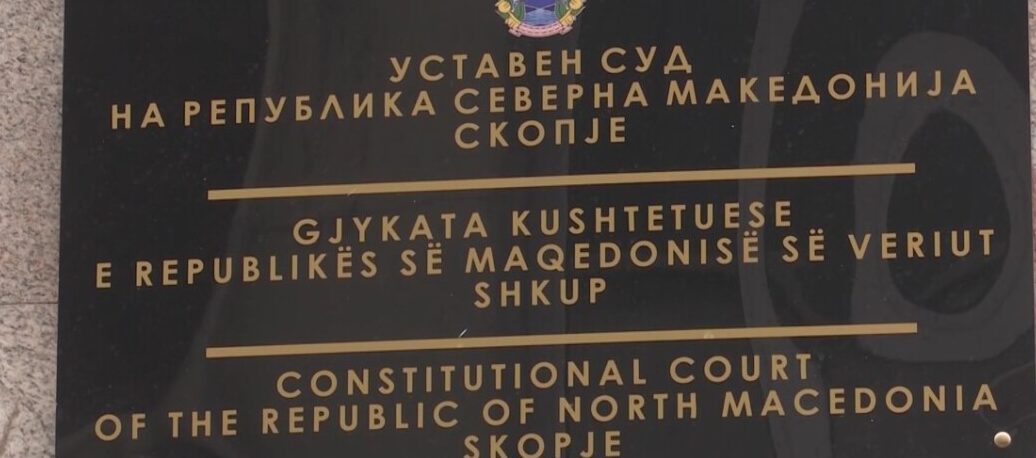 УСТАВЕН СУД
НА РЕПУБЛИКА СЕВЕРНА МАКЕДОНИЈА
СКОПЈЕ
GJYKATA KUSHTETUESE
E REPUBLIKËS SË MAQEDONISË SË VERIUT
SHKUP
CONSTITUTIONAL COURT
OF THE REPUBLIC OF NORTH MACEDONIA
SKOPJE